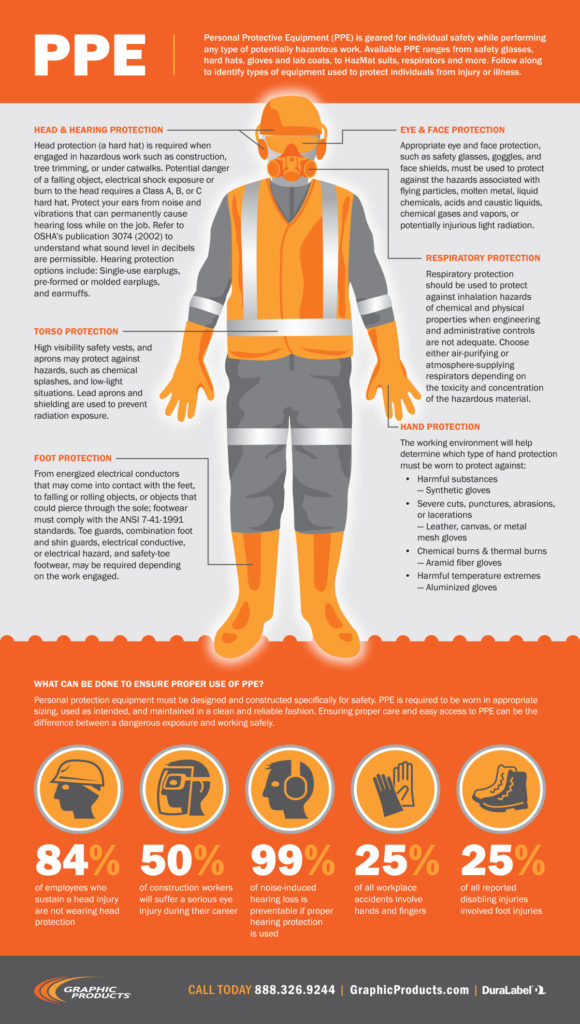 PPE
Personal Protective Equipment (PPE) is geared for individual safety while performing
any type of potentially hazardous work. Available PPE ranges from safety glasses,
hard hats, gloves and lab coats, to HazMat suits, respirators and more. Follow along
to identify types of equipment used to protect individuals from injury or illness.
HEAD & HEARING PROTECTION
Head protection (a hard hat) is required when
engaged in hazardous work such as construction,
tree trimming, or under catwalks. Potential danger
of a falling object, electrical shock exposure or
burn to the head requires a Class A, B, or C
hard hat. Protect your ears from noise and
vibrations that can permanently cause
hearing loss while on the job. Refer to
OSHA's publication 3074 (2002) to
understand what sound level in decibels
are permissible. Hearing protection
options include: Single-use earplugs,
pre-formed or molded earplugs,
and earmuffs.
EYE & FACE PROTECTION
Appropriate eye and face protection,
such as safety glasses, goggles, and
face shields, must be used to protect
against the hazards associated with
flying particles, molten metal, liquid
chemicals, acids and caustic liquids,
chemical gases and vapors, or
potentially injurious light radiation.
RESPIRATORY PROTECTION
Respiratory protection
should be used to protect
against inhalation hazards
of chemical and physical
properties when engineering
and administrative controls
are not adequate. Choose
either air-purifying or
atmosphere-supplying
respirators depending on
the toxicity and concentration
of the hazardous material.
TORSO PROTECTION
High visibility safety vests, and
aprons may protect against
hazards, such as chemical
splashes, and low-light
situations. Lead aprons and
shielding are used to prevent
radiation exposure.
HAND PROTECTION
The working environment will help
determine which type of hand protection
must be worn to protect against:
• Harmful substances
— Synthetic gloves
• Severe cuts, punctures, abrasions,
or lacerations
— Leather, canvas, or metal
mesh gloves
• Chemical burns & thermal burns
— Aramid fiber gloves
• Harmful temperature extremes
— Aluminized gloves
FOOT PROTECTION
From energized electrical conductors
that may come into contact with the feet,
to falling or rolling objects, or objects that
could pierce through the sole; footwear
must comply with the ANSI 7-41-1991
standards. Toe guards, combination foot
and shin guards, electrical conductive,
or electrical hazard, and safety-toe
footwear, may be required depending
on the work engaged.
WHAT CAN BE DONE TO ENSURE PROPER USE OF PPE?
Personal protection equipment must be designed and constructed specifically for safety. PPE is required to be worn in appropriate
sizing, used as intended, and maintained in a clean and reliable fashion. Ensuring proper care and easy access to PPE can be the
difference between a dangerous exposure and working safely.
84%
of employees who
sustain a head injury
are not wearing head
protection
50%
of construction workers
will suffer a serious eye
injury during their career
99%
of noise-induced
hearing loss is
preventable if proper
hearing protection
is used
25%
of all workplace
accidents involve
hands and fingers
25%
of all reported
disabling injuries
involved foot injuries
GRAPHIC
PRODUCTS®
CALL TODAY 888.326.9244 | GraphicProducts.com | DuraLabel